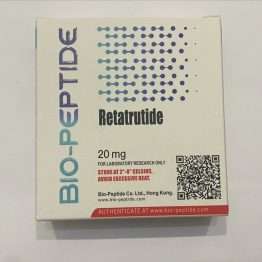 BIO-PEPTIDE
Retatrutide
20 mg
FOR LABORATORY RESEARCH ONLY
STORE AT 2°-8° CELSIUS.
AVOID EXCESSIVE HEAT.
Bio-Peptide Co. Ltd., Hong Kong.
www.bio-peptide.com
AUTHENTICATE AT www.bio-peptide.com